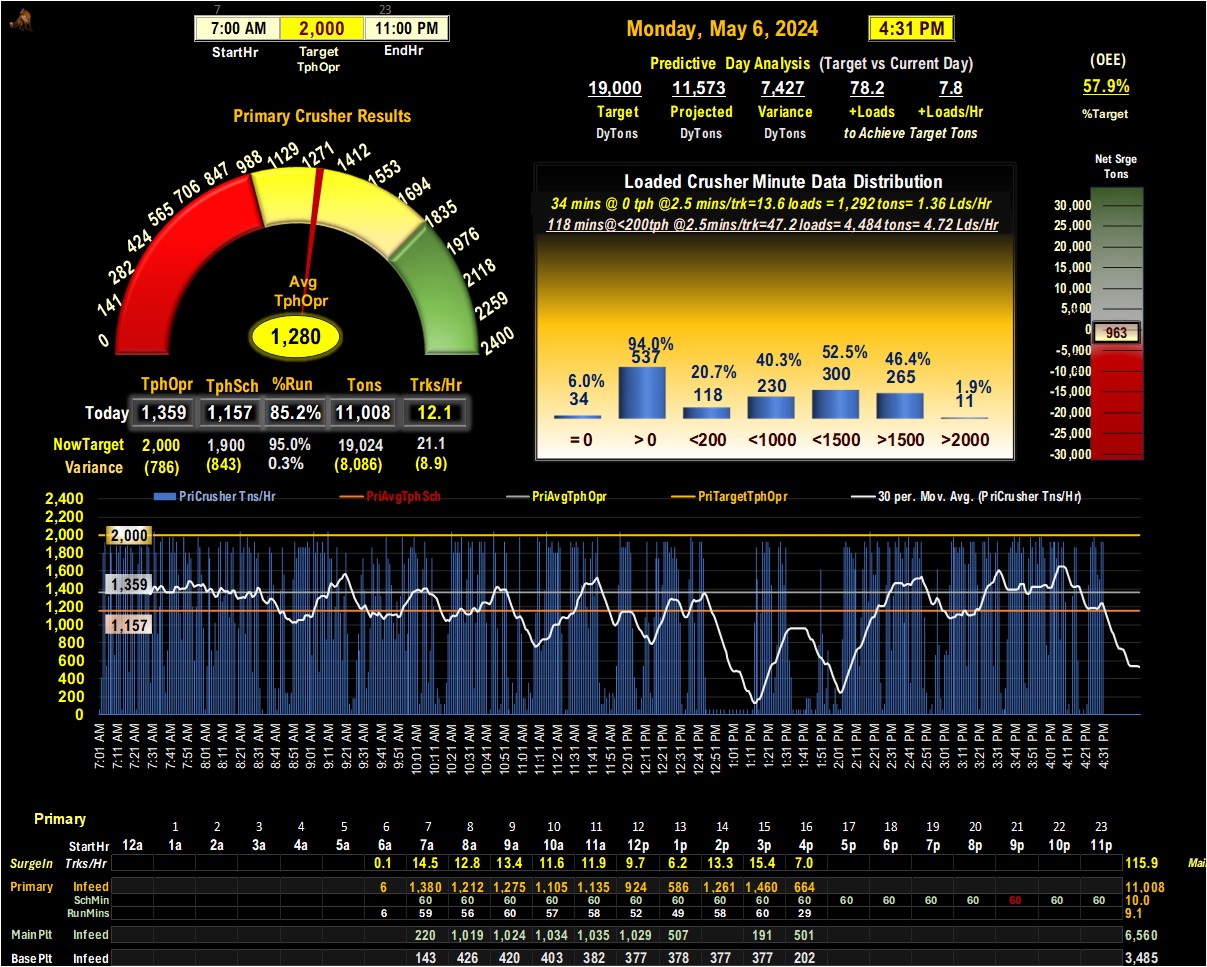 7 23
7:00 AM 2,000 11:00 PM
StartHr Target TphOpr EndHr
Monday, May 6, 2024 4:31 PM
Predictive Day Analysis (Target vs Current Day)
19,000 11,573 7,427 78.2 7.8
Target Projected Variance +Loads +Loads/Hr
DyTons DyTons DyTons to Achieve Target Tons
(OEE)
57.9%
%Target
Primary Crusher Results
0 141 282 424 565 706 847 988 1129 1271 1412 1553 1694 1835 1976 2118 2259 2400
Avg
TphOpr
1,280
TphOpr TphSch %Run Tons Trks/Hr
Today 1,359 1,157 85.2% 11,008 12.1
NowTarget 2,000 1,900 95.0% 19,024 21.1
Variance (786) (843) 0.3% (8,086) (8.9)
Loaded Crusher Minute Data Distribution
34 mins @ 0 tph @2.5 mins/trk=13.6 loads = 1,292 tons= 1.36 Lds/Hr
118 mins@<200tph @2.5mins/trk=47.2 loads= 4,484 tons= 4.72 Lds/Hr
6.0% 94.0% 20.7% 40.3% 52.5% 46.4% 1.9%
34 537 118 230 300 265 11
= 0 > 0 <200 <1000 <1500 >1500 >2000
Net Srge
Tons
30,000
25,000
20,000
15,000
10,000
5,000
0 963
-5,000
-10,000
-15,000
-20,000
-25,000
-30,000
PriCrusher Tns/Hr PriAvgTphSch PriAvgTphOpr PriTargetTphOpr 30 per. Mov. Avg. (PriCrusher Tns/Hr)
2,400
2,200
2,000 2,000
1,800
1,600
1,400 1,359
1,200
1,000 1,157
800
600
400
200
0
7:01 AM 7:11 AM 7:21 AM 7:31 AM 7:41 AM 7:51 AM 8:01 AM 8:11 AM 8:21 AM 8:31 AM 8:41 AM 8:51 AM 9:01 AM 9:11 AM 9:21 AM 9:31 AM 9:41 AM 9:51 AM 10:01 AM 10:11 AM 10:21 AM 10:31 AM 10:41 AM 10:51 AM 11:01 AM 11:11 AM 11:21 AM 11:31 AM 11:41 AM 11:51 AM 12:01 PM 12:11 PM 12:21 PM 12:31 PM 12:41 PM 12:51 PM 1:01 PM 1:11 PM 1:21 PM 1:31 PM 1:41 PM 1:51 PM 2:01 PM 2:11 PM 2:21 PM 2:31 PM 2:41 PM 2:51 PM 3:01 PM 3:11 PM 3:21 PM 3:31 PM 3:41 PM 3:51 PM 4:01 PM 4:11 PM 4:21 PM 4:31 PM
Primary
1 2 3 4 5 6 7 8 9 10 11 12 13 14 15 16 17 18 19 20 21 22 23
StartHr 12a 1a 2a 3a 4a 5a 6a 7a 8a 9a 10a 11a 12p 1p 2p 3p 4p 5p 6p 7p 8p 9p 10p 11p
SurgeIn Trks/Hr 0.1 14.5 12.8 13.4 11.6 11.9 9.7 6.2 13.3 15.4 7.0 115.9
Primary Infeed 6 1,380 1,212 1,275 1,105 1,135 924 586 1,261 1,460 664 11,008
SchMin 60 60 60 60 60 60 60 60 60 60 60 60 60 60 60 60 60 10.0
RunMins 6 59 56 60 57 58 52 49 58 60 29 9.1
MainPlt Infeed 220 1,019 1,024 1,034 1,035 1,029 507 191 501 6,560
BasePlt Infeed 143 426 420 403 382 377 378 377 377 202 3,485